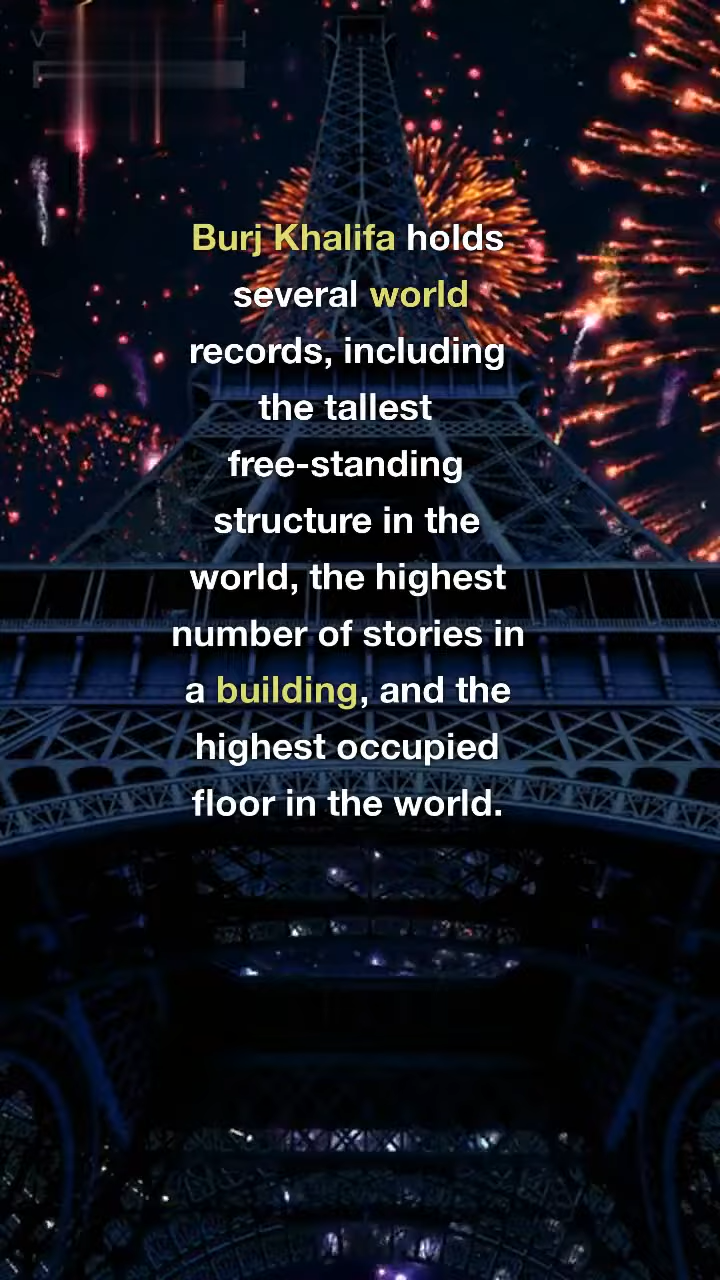 Burj Khalifa holds
several world
records, including
the tallest
free-standing
structure in the
world, the highest
number of stories in
a building, and the
highest occupied
floor in the world.